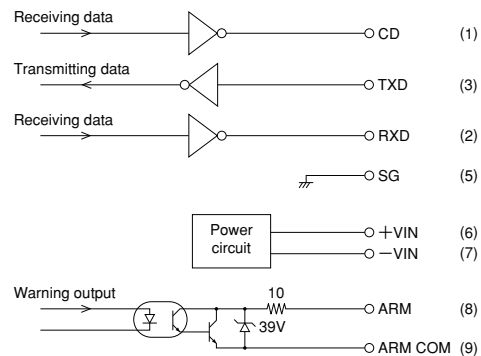 Receiving data
CD (1)
Transmitting data
TXD (3)
Receiving data
RXD (2)
SG (5)
Power
circuit
+VIN (6)
−VIN (7)
Warning output
10
ARM (8)
39V
ARM COM (9)